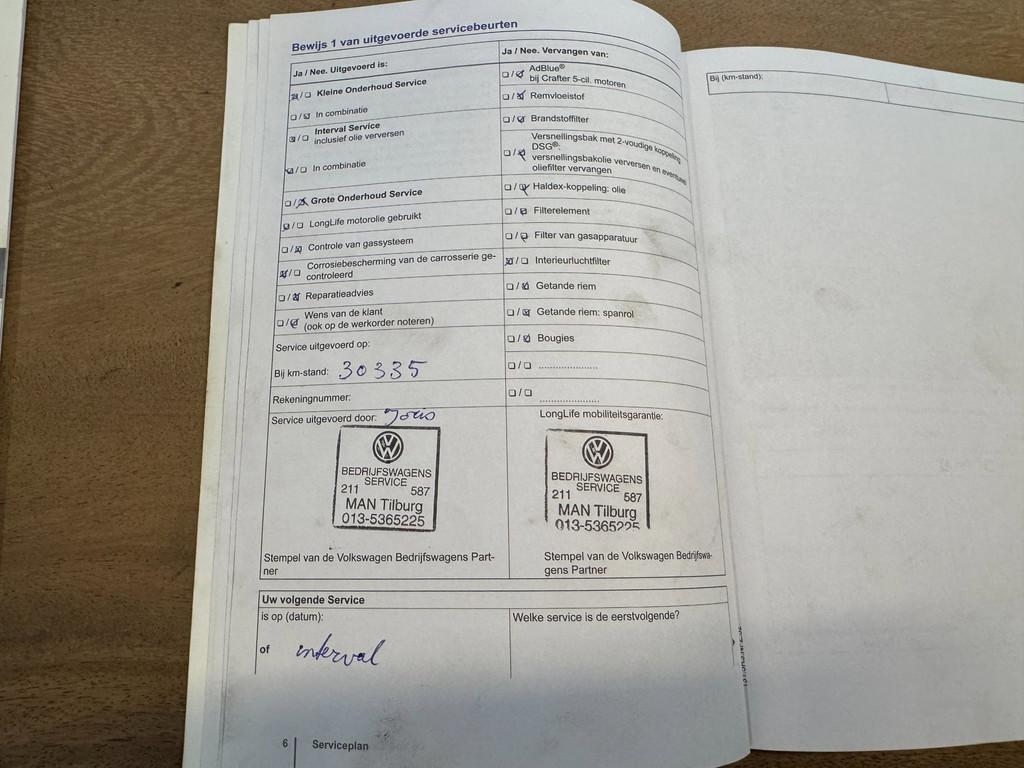 Bewijs 1 van uitgevoerde servicebeurten
Ja / Nee. Uitgevoerd is:
Kleine Onderhoud Service
In combinatie
Interval Service
inclusief olie verversen
In combinatie
Grote Onderhoud Service
LongLife motorolie gebruikt
Controle van gassysteem
Corrosiebescherming van de carrosserie ge-
controleerd
Reparatieadvies
Wens van de klant
(ook op de werkorder noteren)
Service uitgevoerd op:
Bij km-stand: 30335
Rekeningnummer:
Service uitgevoerd door: Joris
BEDRIJFSWAGENS
SERVICE
211 587
MAN Tilburg
013-5365225
Stempel van de Volkswagen Bedrijfswagens Part-
ner
Ja / Nee. Vervangen van:
AdBlue®
bij Crafter 5-cil. motoren
Remvloeistof
Brandstoffilter
Versnellingsbak met 2-voudige koppeling
DSG®:
versnellingsbakolie verversen en eventueel
oliefilter vervangen
Haldex-koppeling: olie
Filterelement
Filter van gasapparatuur
Interieurluchtfilter
Getande riem
Getande riem: spanrol
Bougies
LongLife mobiliteitsgarantie:
BEDRIJFSWAGENS
SERVICE
211 587
MAN Tilburg
013-5365225
Stempel van de Volkswagen Bedrijfswa-
gens Partner
Uw volgende Service
is op (datum):
of interval
Welke service is de eerstvolgende?
6 Serviceplan
Bij (km-stand):